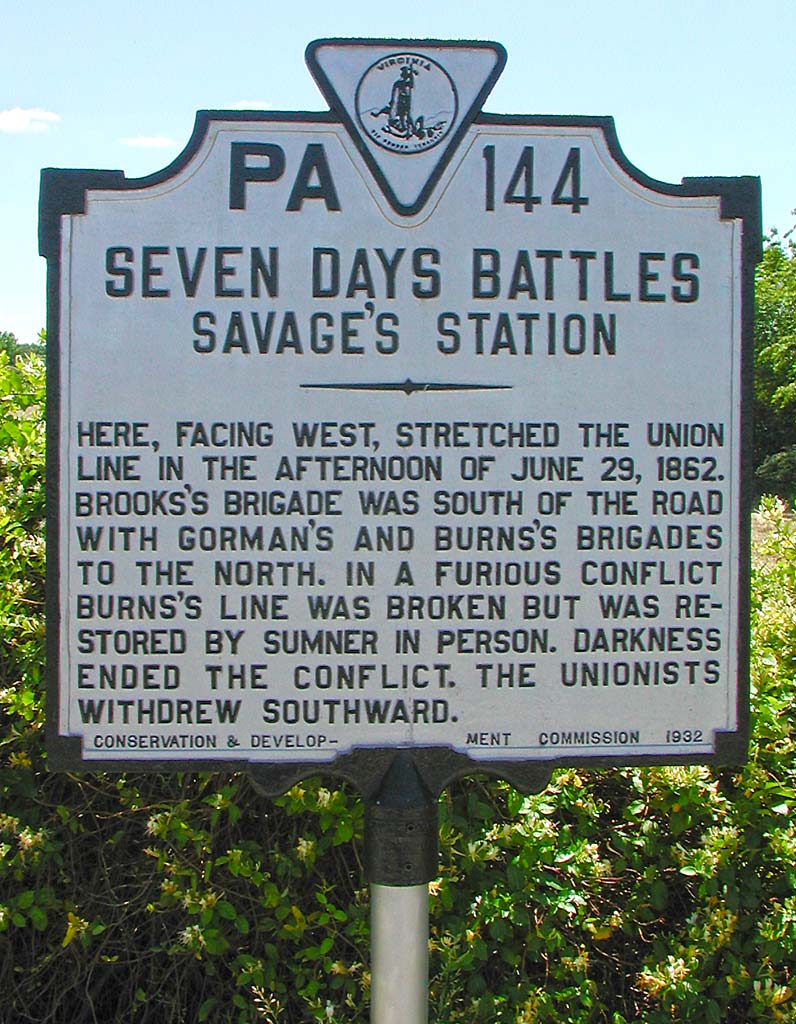 VIRGINIA
PA 144
SEVEN DAYS BATTLES
SAVAGE'S STATION
HERE, FACING WEST, STRETCHED THE UNION
LINE IN THE AFTERNOON OF JUNE 29, 1862.
BROOKS'S BRIGADE WAS SOUTH OF THE ROAD
WITH GORMAN'S AND BURNS'S BRIGADES
TO THE NORTH. IN A FURIOUS CONFLICT
BURNS'S LINE WAS BROKEN BUT WAS RE-
STORED BY SUMNER IN PERSON. DARKNESS
ENDED THE CONFLICT. THE UNIONISTS
WITHDREW SOUTHWARD.
CONSERVATION & DEVELOP- MENT COMMISSION 1932